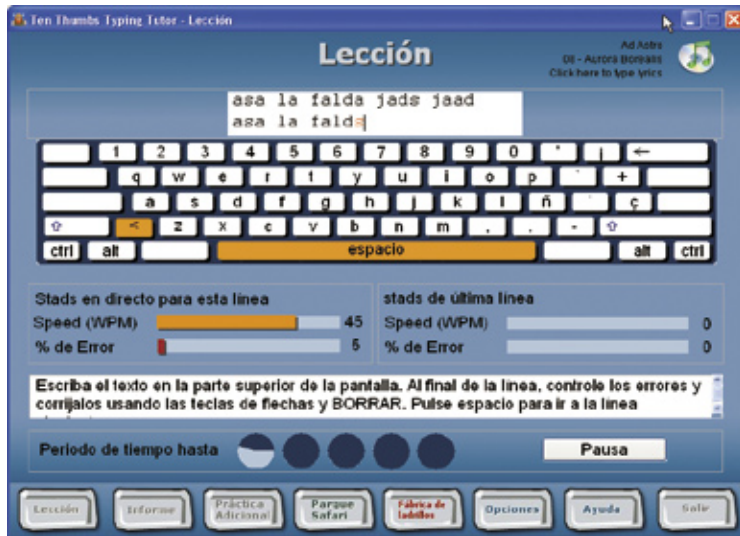 Ten Thumbs Typing Tutor - Lección
Lección
Ad Astra
08 - Aurora Borealis
Click here to type lyrics
asa la falda jads jaad
asa la falds
1 2 3 4 5 6 7 8 9 0 ' ¡ ←
q w e r t y u i o p ` +
a s d f g h j k l ñ ´ ç
⇧ < z x c v b n m , . - ⇧
ctrl alt espacio alt ctrl
Stads en directo para esta línea
Speed (WPM) 45
% de Error 5
stads de última línea
Speed (WPM) 0
% de Error 0
Escriba el texto en la parte superior de la pantalla. Al final de la línea, controle los errores y
corríjalos usando las teclas de flechas y BORRAR. Pulse espacio para ir a la línea
Periodo de tiempo hasta
Pausa
Lección Informe Práctica Adicional Parque Safari Fábrica de ladrillos Opciones Ayuda Salir